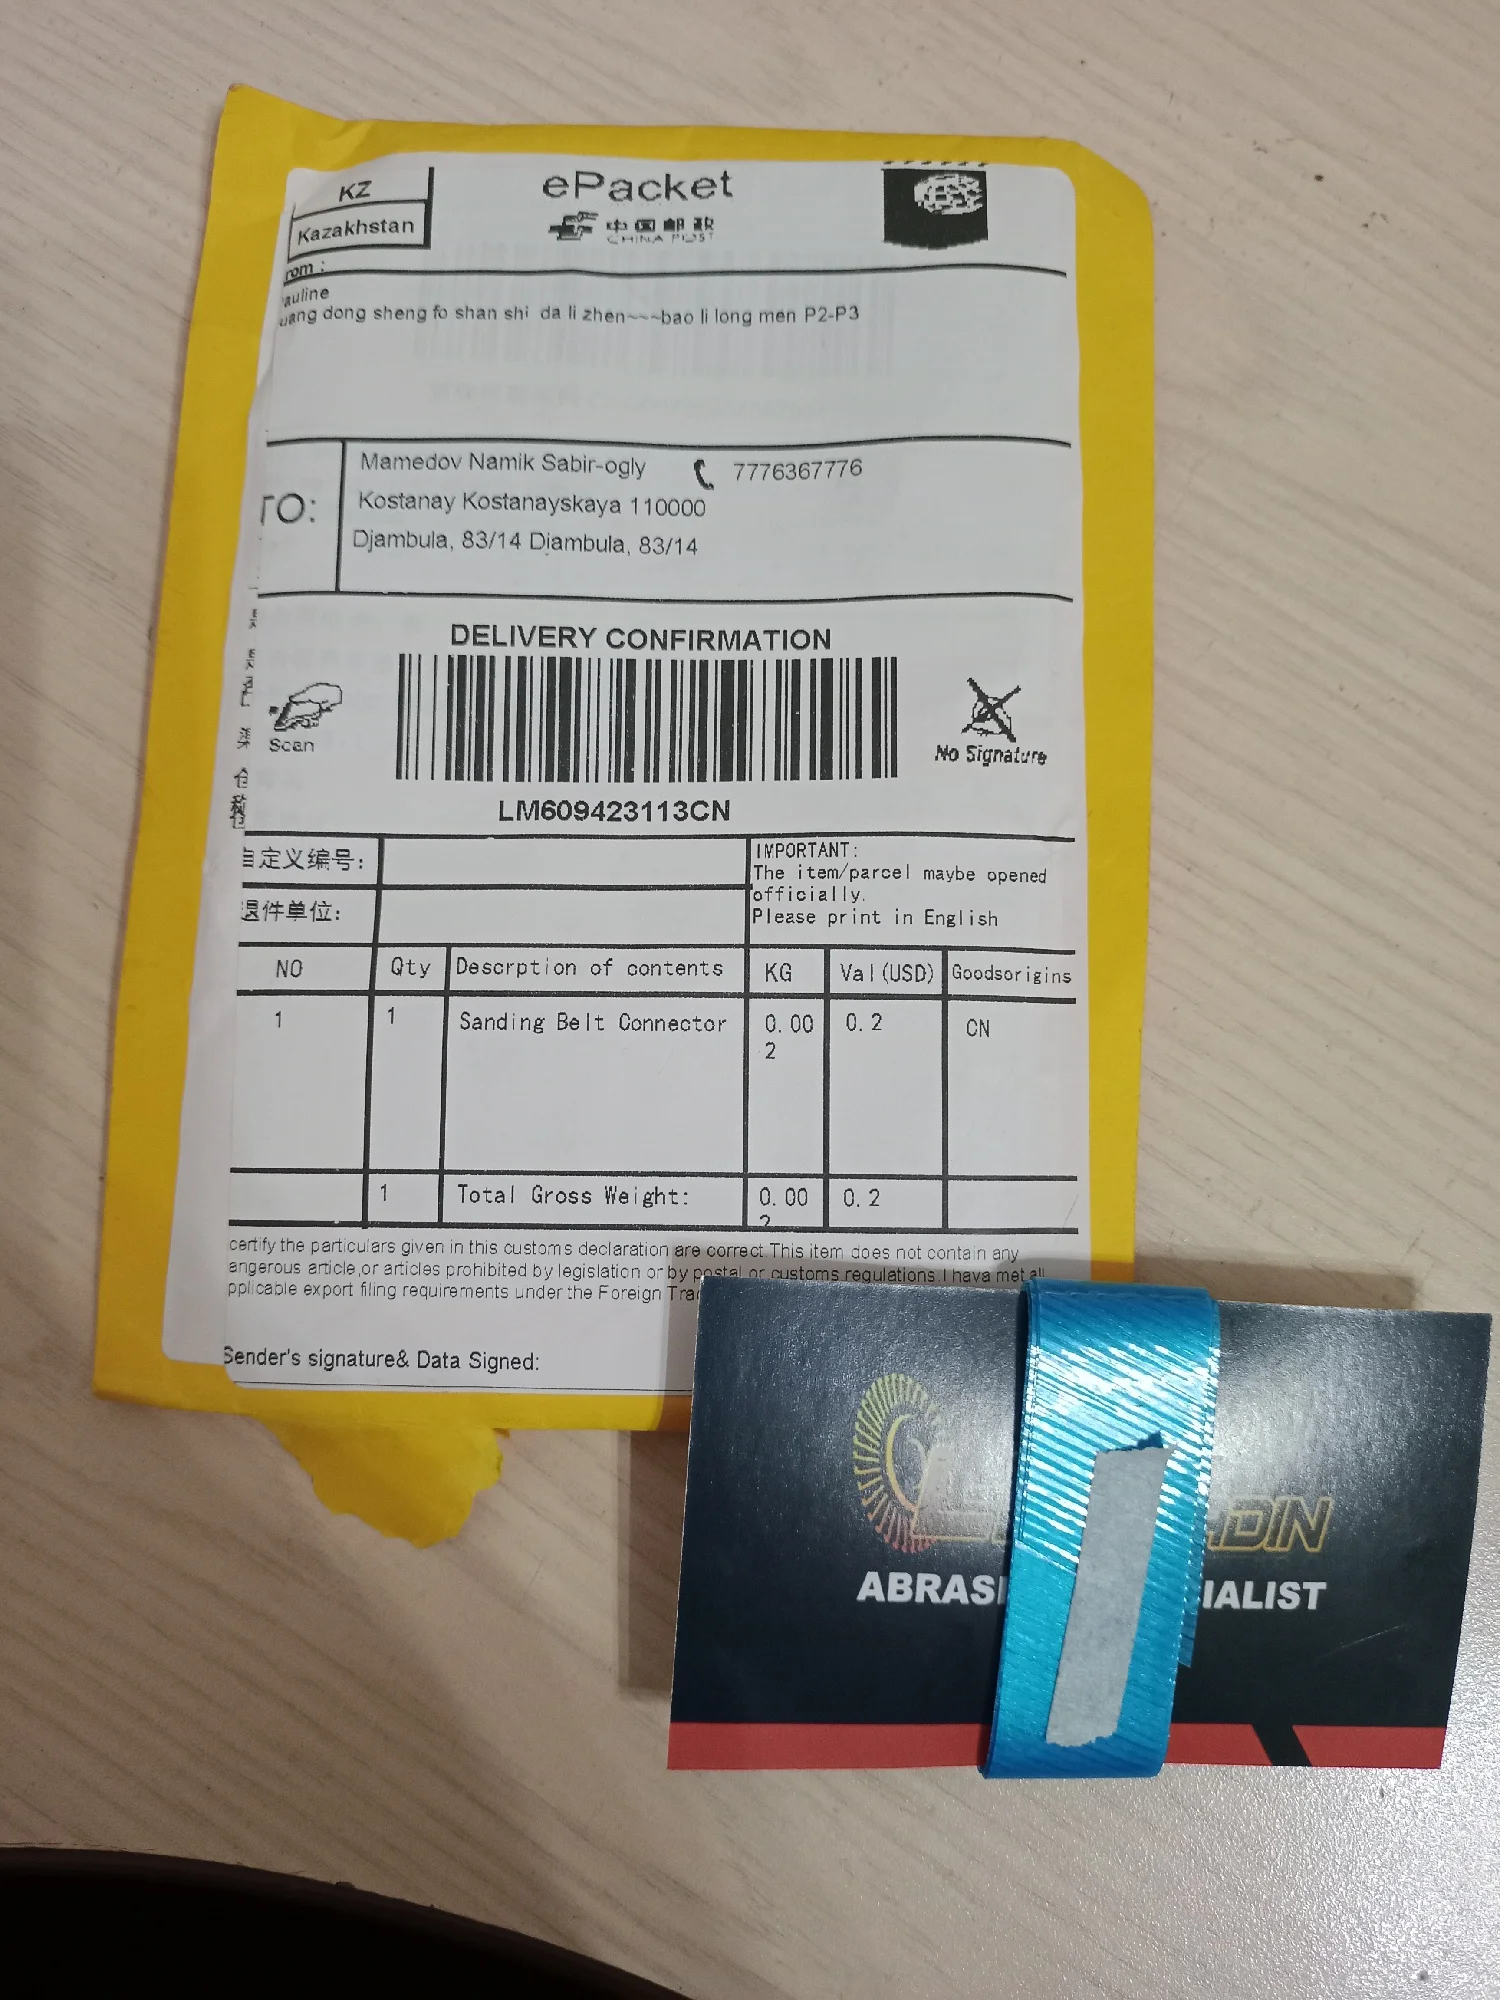 KZ
Kazakhstan
ePacket
中国邮政
CHINA POST
rom :
auline
uang dong sheng fo shan shi da li zhen~~~bao li long men P2-P3
TO:
Mamedov Namik Sabir-ogly 7776367776
Kostanay Kostanayskaya 110000
Djambula, 83/14 Djambula, 83/14
DELIVERY CONFIRMATION
Scan
No Signature
LM609423113CN
自定义编号:
退件单位:
IMPORTANT:
The item/parcel maybe opened
officially.
Please print in English
NO Qty Descrption of contents KG Val(USD) Goodsorigins
1 1 Sanding Belt Connector 0.00 0.2 CN
2
1 Total Gross Weight: 0.00 0.2
2
certify the particulars given in this customs declaration are correct.This item does not contain any
angerous article,or articles prohibited by legislation or by postal or customs regulations.I hava met all
pplicable export filing requirements under the Foreign Tra
Sender's signature& Data Signed:
DIN
ABRASI CIALIST